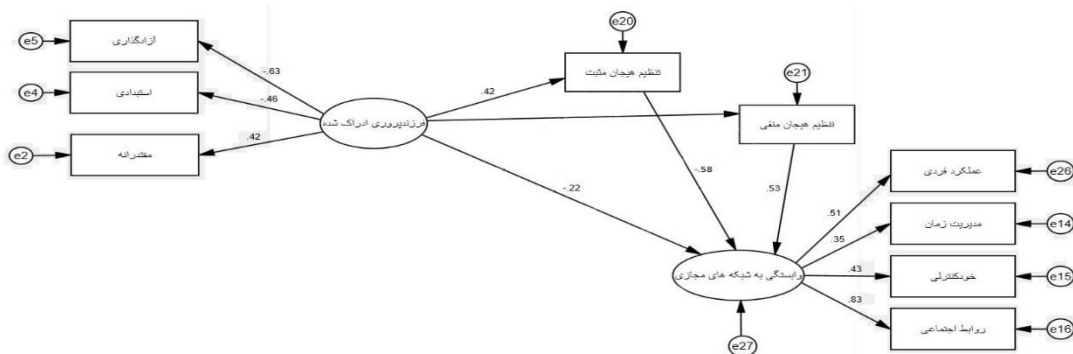 e20
e5
آزادگذاری
e21
-.63
تنظیم هیجان مثبت
e4
استبدادی
-.46
.42
فرزندپروری ادراک شده
تنظیم هیجان منفی
.42
e2
مقتدرانه
عملکرد فردی
e26
-.58
.53
-.22
.51
مدیریت زمان
e14
.35
وابستگی به شبکه های مجازی
.43
خودکنترلی
e15
.83
روابط اجتماعی
e16
e27